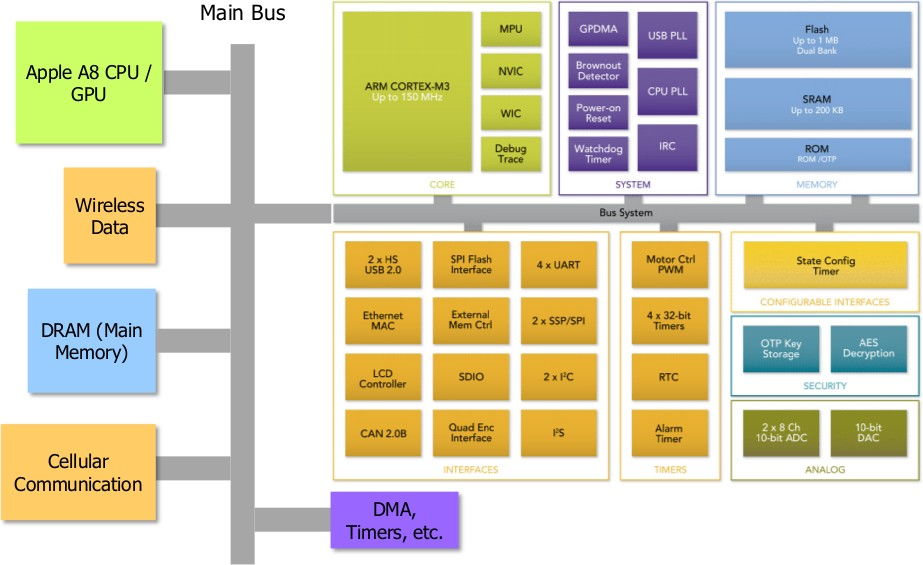 Main Bus
Apple A8 CPU /
GPU
Wireless
Data
DRAM (Main
Memory)
Cellular
Communication
DMA,
Timers, etc.
ARM CORTEX-M3
Up to 150 MHz
MPU
NVIC
WIC
Debug
Trace
CORE
GPDMA
Brownout
Detector
Power-on
Reset
Watchdog
Timer
USB PLL
CPU PLL
IRC
SYSTEM
Flash
Up to 1 MB
Dual Bank
SRAM
Up to 200 KB
ROM
ROM /OTP
MEMORY
Bus System
2 x HS
USB 2.0
SPI Flash
Interface
4 x UART
Ethernet
MAC
External
Mem Ctrl
2 x SSP/SPI
LCD
Controller
SDIO
2 x I²C
CAN 2.0B
Quad Enc
Interface
I²S
INTERFACES
Motor Ctrl
PWM
4 x 32-bit
Timers
RTC
Alarm
Timer
TIMERS
State Config
Timer
CONFIGURABLE INTERFACES
OTP Key
Storage
AES
Decryption
SECURITY
2 x 8 Ch
10-bit ADC
10-bit
DAC
ANALOG